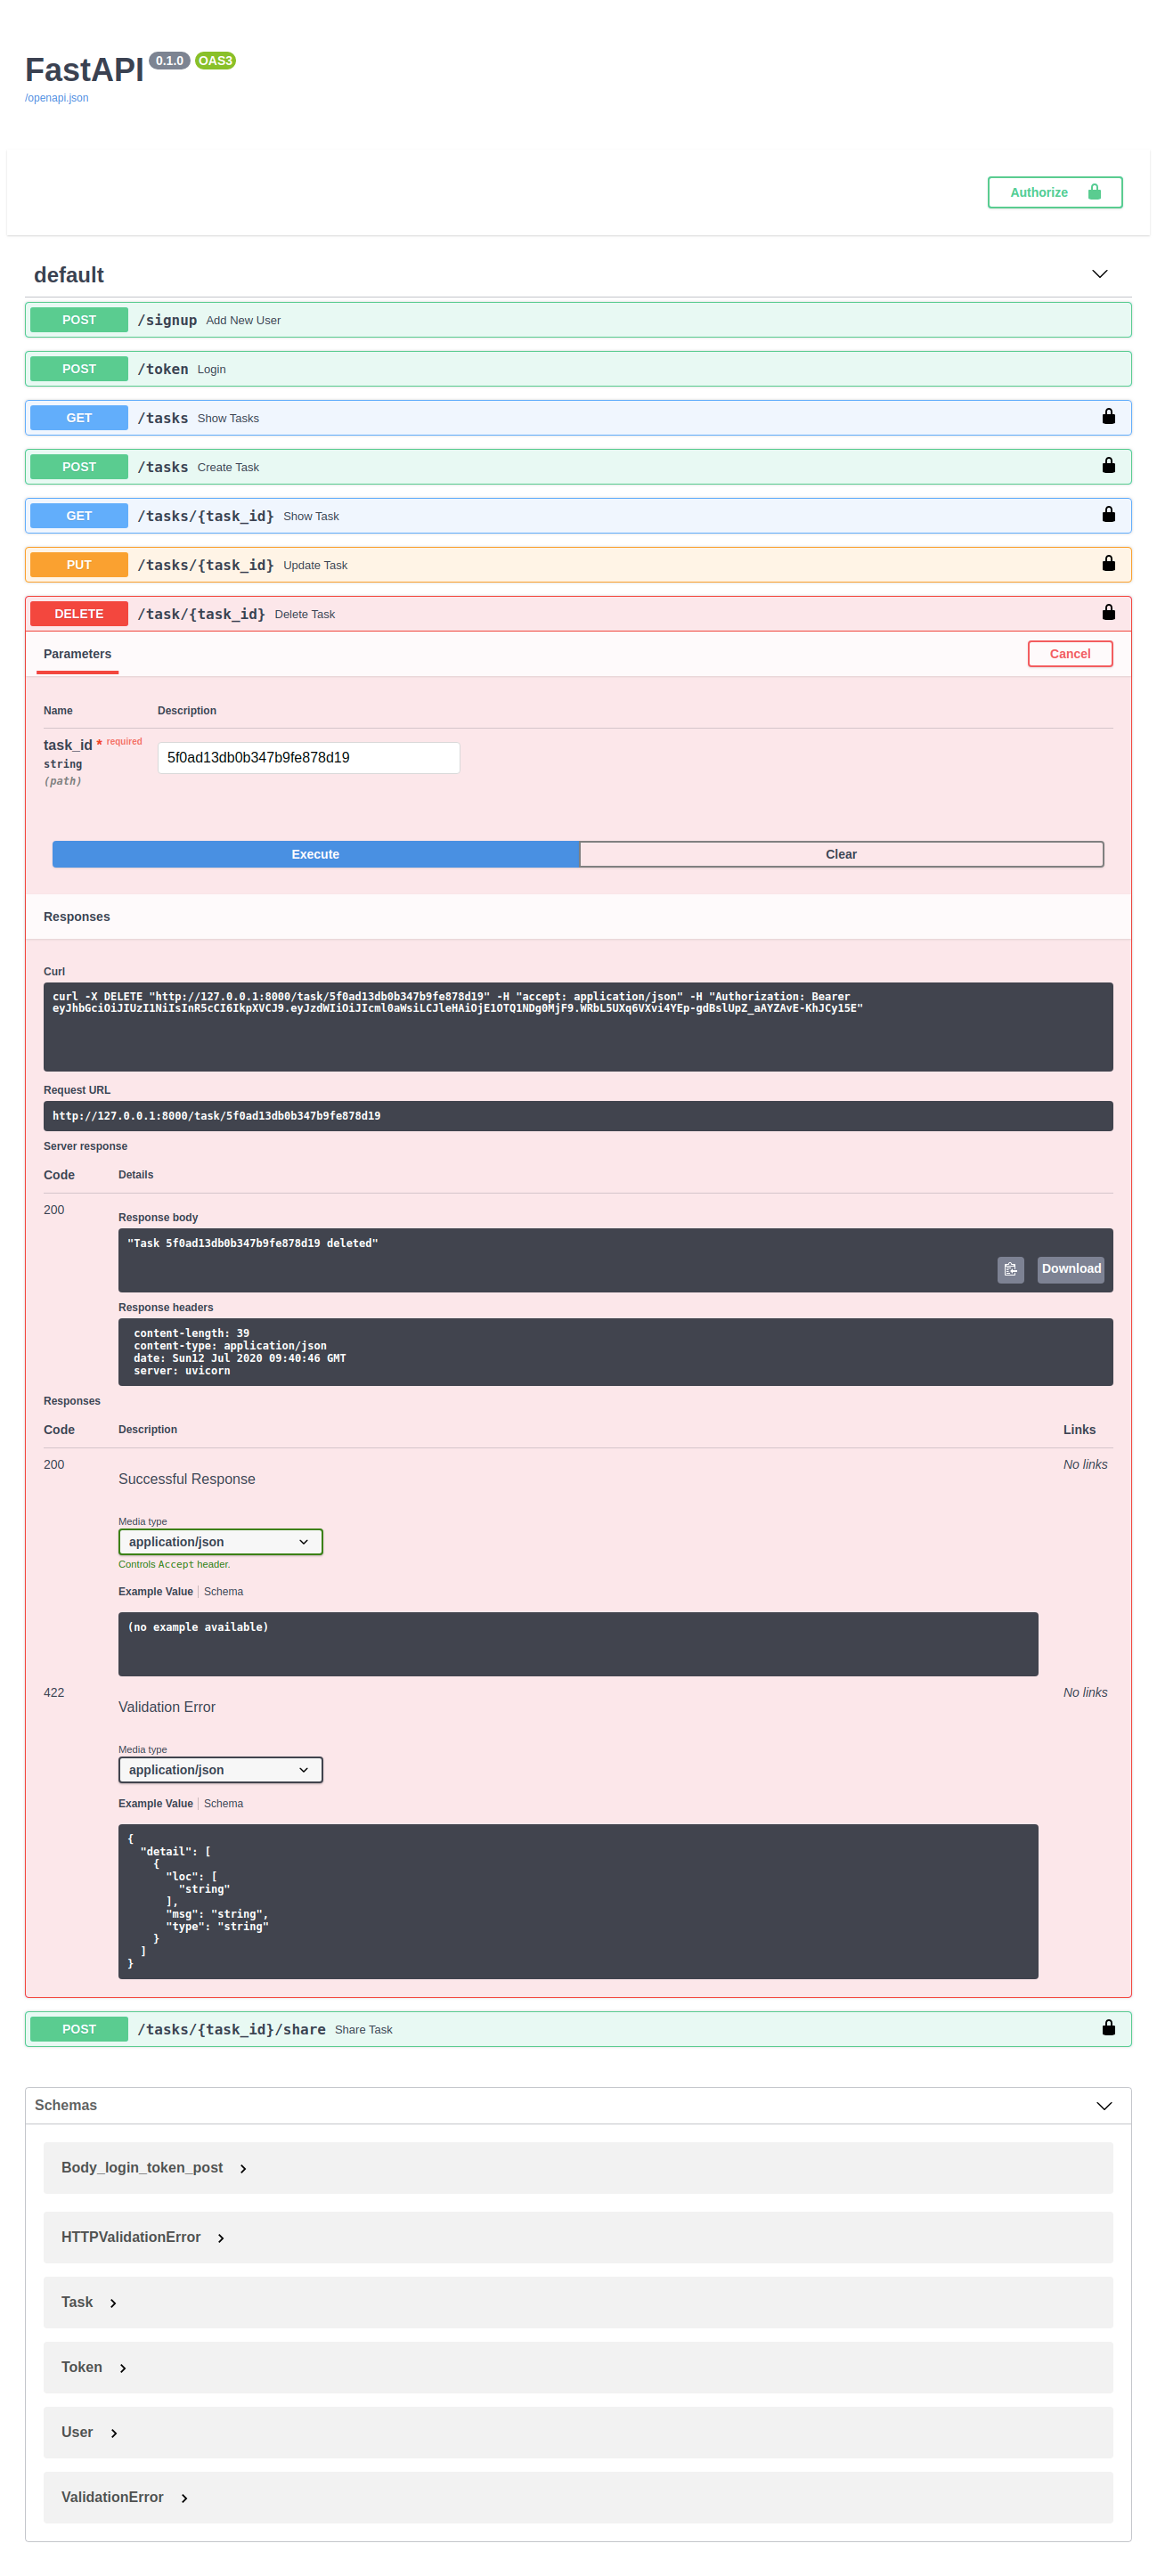 FastAPI 0.1.0 OAS3
/openapi.json
Authorize
default
POST /signup Add New User
POST /token Login
GET /tasks Show Tasks
POST /tasks Create Task
GET /tasks/{task_id} Show Task
PUT /tasks/{task_id} Update Task
DELETE /task/{task_id} Delete Task
Parameters Cancel
Name Description
task_id * required 5f0ad13db0b347b9fe878d19
string
(path)
Execute Clear
Responses
Curl
curl -X DELETE "http://127.0.0.1:8000/task/5f0ad13db0b347b9fe878d19" -H "accept: application/json" -H "Authorization: Bearer
eyJhbGciOiJIUzI1NiIsInR5cCI6IkpXVCJ9.eyJzdWIiOiJIcml0aWsiLCJleHAiOjE1OTQ1NDg0MjF9.WRbL5UXq6VXvi4YEp-gdBslUpZ_aAYZAvE-KhJCy15E"
Request URL
http://127.0.0.1:8000/task/5f0ad13db0b347b9fe878d19
Server response
Code Details
200
Response body
"Task 5f0ad13db0b347b9fe878d19 deleted"
Download
Response headers
content-length: 39
content-type: application/json
date: Sun12 Jul 2020 09:40:46 GMT
server: uvicorn
Responses
Code Description Links
200 No links
Successful Response
Media type
application/json
Controls Accept header.
Example Value Schema
(no example available)
422 No links
Validation Error
Media type
application/json
Example Value Schema
{
"detail": [
{
"loc": [
"string"
],
"msg": "string",
"type": "string"
}
]
}
POST /tasks/{task_id}/share Share Task
Schemas
Body_login_token_post
HTTPValidationError
Task
Token
User
ValidationError